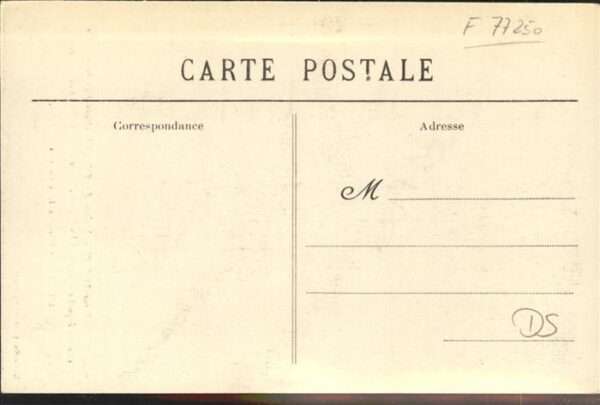 F 77250
CARTE POSTALE
Correspondance
Adresse
M
DS